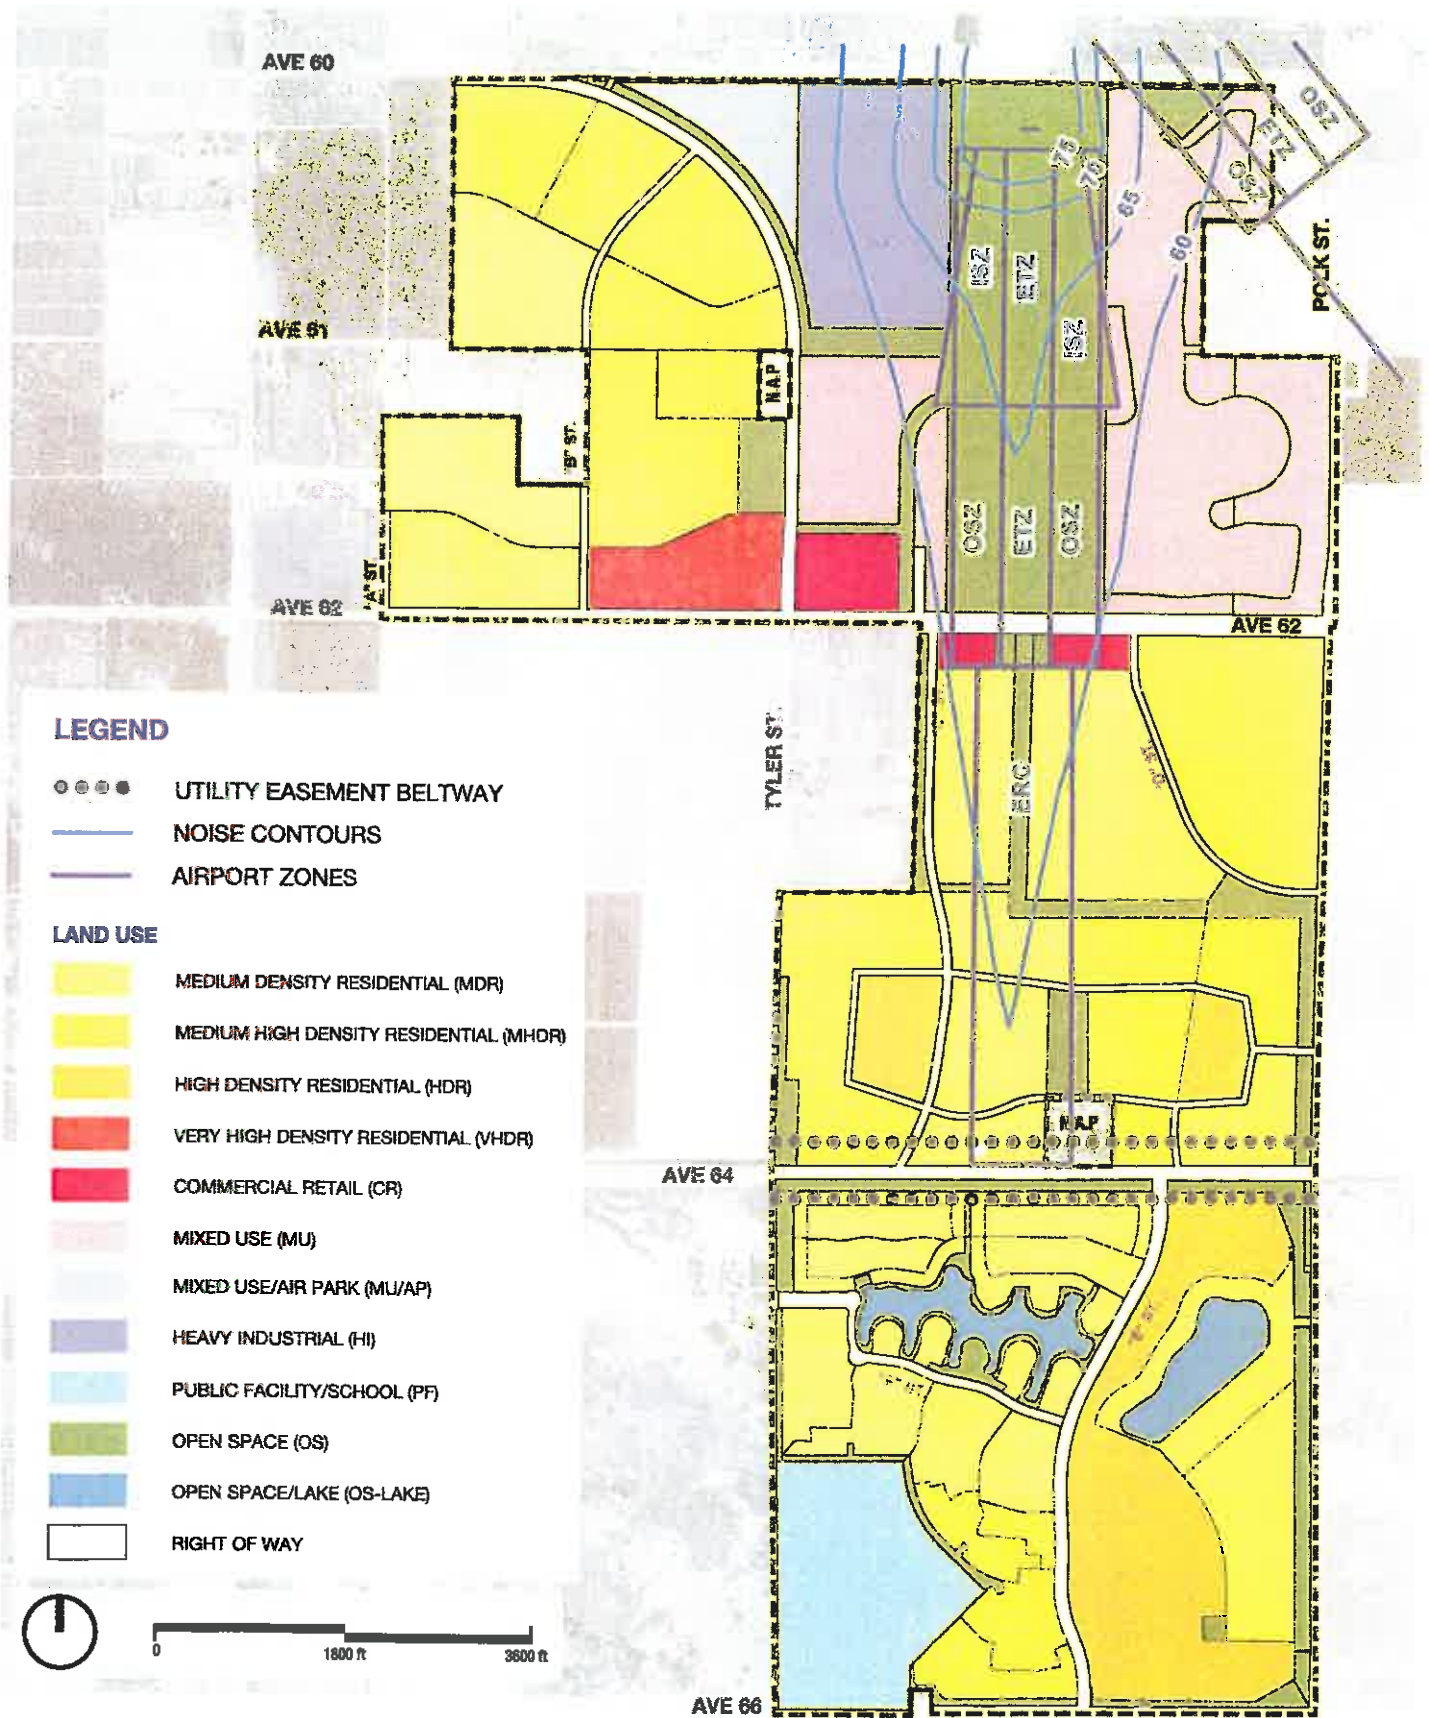 AVE 60
OSZ
ETZ
OSZ
75
70
65
60
POLK ST.
ISZ
ETZ
ISZ
AVE 61
N.A.P
"B" ST.
OSZ
ETZ
OSZ
"A" ST.
AVE 62
AVE 62
TYLER ST.
ERC
N.A.P
AVE 64
AVE 66
LEGEND
UTILITY EASEMENT BELTWAY
NOISE CONTOURS
AIRPORT ZONES
LAND USE
MEDIUM DENSITY RESIDENTIAL (MDR)
MEDIUM HIGH DENSITY RESIDENTIAL (MHDR)
HIGH DENSITY RESIDENTIAL (HDR)
VERY HIGH DENSITY RESIDENTIAL (VHDR)
COMMERCIAL RETAIL (CR)
MIXED USE (MU)
MIXED USE/AIR PARK (MU/AP)
HEAVY INDUSTRIAL (HI)
PUBLIC FACILITY/SCHOOL (PF)
OPEN SPACE (OS)
OPEN SPACE/LAKE (OS-LAKE)
RIGHT OF WAY
0 1800 ft 3600 ft